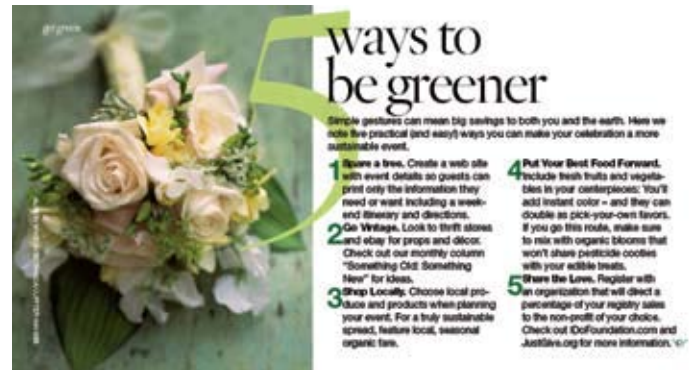 go green
5 ways to
be greener
Simple gestures can mean big savings to both you and the earth. Here we
note five practical (and easy!) ways you can make your celebration a more
sustainable event.
1 Spare a tree. Create a web site
with event details so guests can
print only the information they
need or want including a week-
end itinerary and directions.
2 Go Vintage. Look to thrift stores
and ebay for props and décor.
Check out our monthly column
"Something Old: Something
New" for ideas.
3 Shop Locally. Choose local pro-
duce and products when planning
your event. For a truly sustainable
spread, feature local, seasonal
organic fare.
4 Put Your Best Food Forward.
Include fresh fruits and vegeta-
bles in your centerpieces: You'll
add instant color – and they can
double as pick-your-own favors.
If you go this route, make sure
to mix with organic blooms that
won't share pesticide cooties
with your edible treats.
5 Share the Love. Register with
an organization that will direct a
percentage of your registry sales
to the non-profit of your choice.
Check out IDoFoundation.com and
JustGive.org for more information.